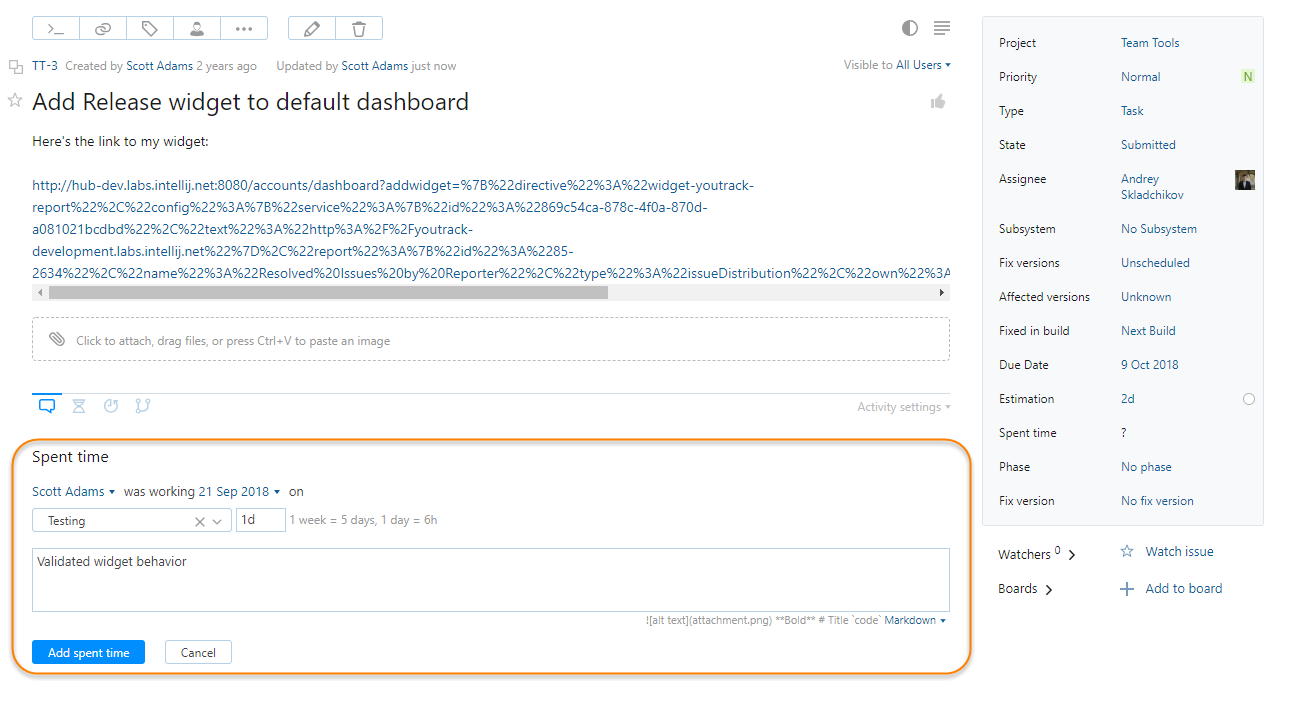 TT-3 Created by Scott Adams 2 years ago Updated by Scott Adams just now Visible to All Users
Add Release widget to default dashboard
Here's the link to my widget:
http://hub-dev.labs.intellij.net:8080/accounts/dashboard?addwidget=%7B%22directive%22%3A%22widget-youtrack-
report%22%2C%22config%22%3A%7B%22service%22%3A%7B%22id%22%3A%22869c54ca-878c-4f0a-870d-
a081021bcdbd%22%2C%22text%22%3A%22http%3A%2F%2Fyoutrack-
development.labs.intellij.net%22%7D%2C%22report%22%3A%7B%22id%22%3A%2285-
2634%22%2C%22name%22%3A%22Resolved%20Issues%20by%20Reporter%22%2C%22type%22%3A%22issueDistribution%22%2C%22own%22%3A
Click to attach, drag files, or press Ctrl+V to paste an image
Activity settings
Spent time
Scott Adams was working 21 Sep 2018 on
Testing 1d 1 week = 5 days, 1 day = 6h
Validated widget behavior
![alt text](attachment.png) **Bold** # Title `code` Markdown
Add spent time Cancel
Project Team Tools
Priority Normal N
Type Task
State Submitted
Assignee Andrey
Skladchikov
Subsystem No Subsystem
Fix versions Unscheduled
Affected versions Unknown
Fixed in build Next Build
Due Date 9 Oct 2018
Estimation 2d
Spent time ?
Phase No phase
Fix version No fix version
Watchers 0 Watch issue
Boards Add to board